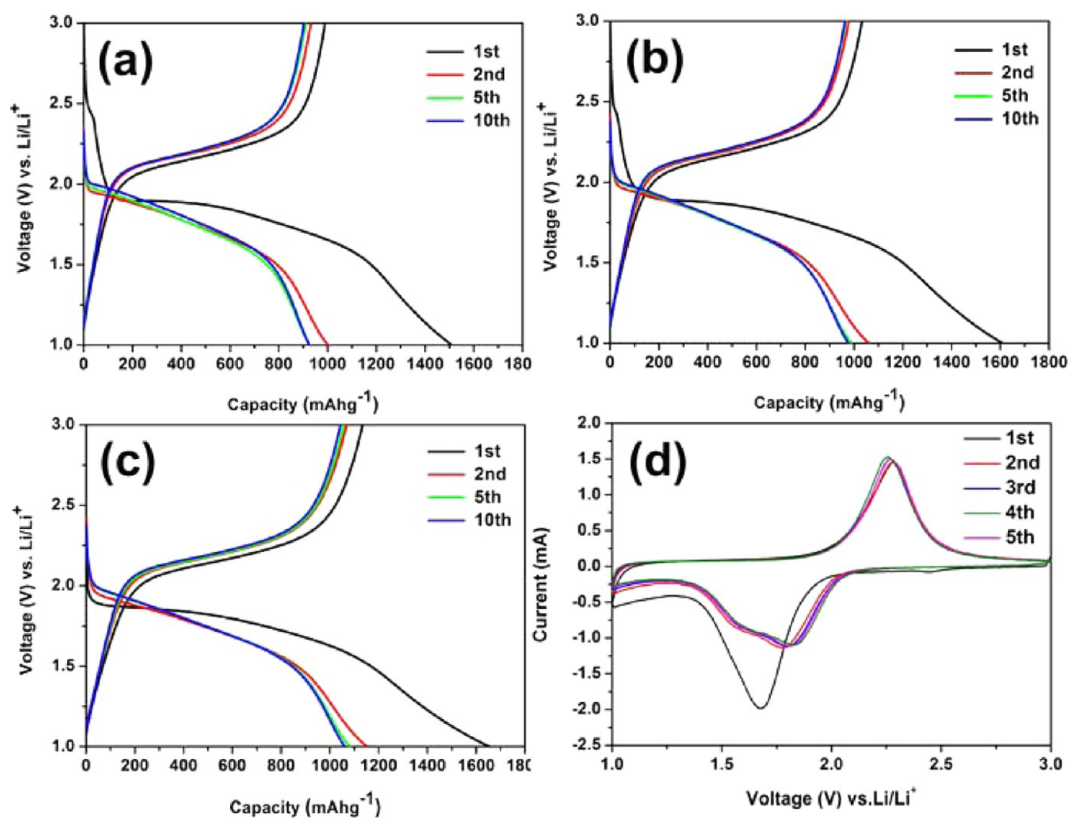 (a)
1st
2nd
5th
10th
3.0
2.5
2.0
1.5
1.0
Voltage (V) vs. Li/Li+
0 200 400 600 800 1000 1200 1400 1600 1800
Capacity (mAhg-1)
(b)
1st
2nd
5th
10th
3.0
2.5
2.0
1.5
1.0
Voltage (V) vs. Li/Li+
0 200 400 600 800 1000 1200 1400 1600 1800
Capacity (mAhg-1)
(c)
1st
2nd
5th
10th
3.0
2.5
2.0
1.5
1.0
Voltage (V) vs. Li/Li+
0 200 400 600 800 1000 1200 1400 1600 180
Capacity (mAhg-1)
(d)
1st
2nd
3rd
4th
5th
2.0
1.5
1.0
0.5
0.0
-0.5
-1.0
-1.5
-2.0
-2.5
Current (mA)
1.0 1.5 2.0 2.5 3.0
Voltage (V) vs.Li/Li+